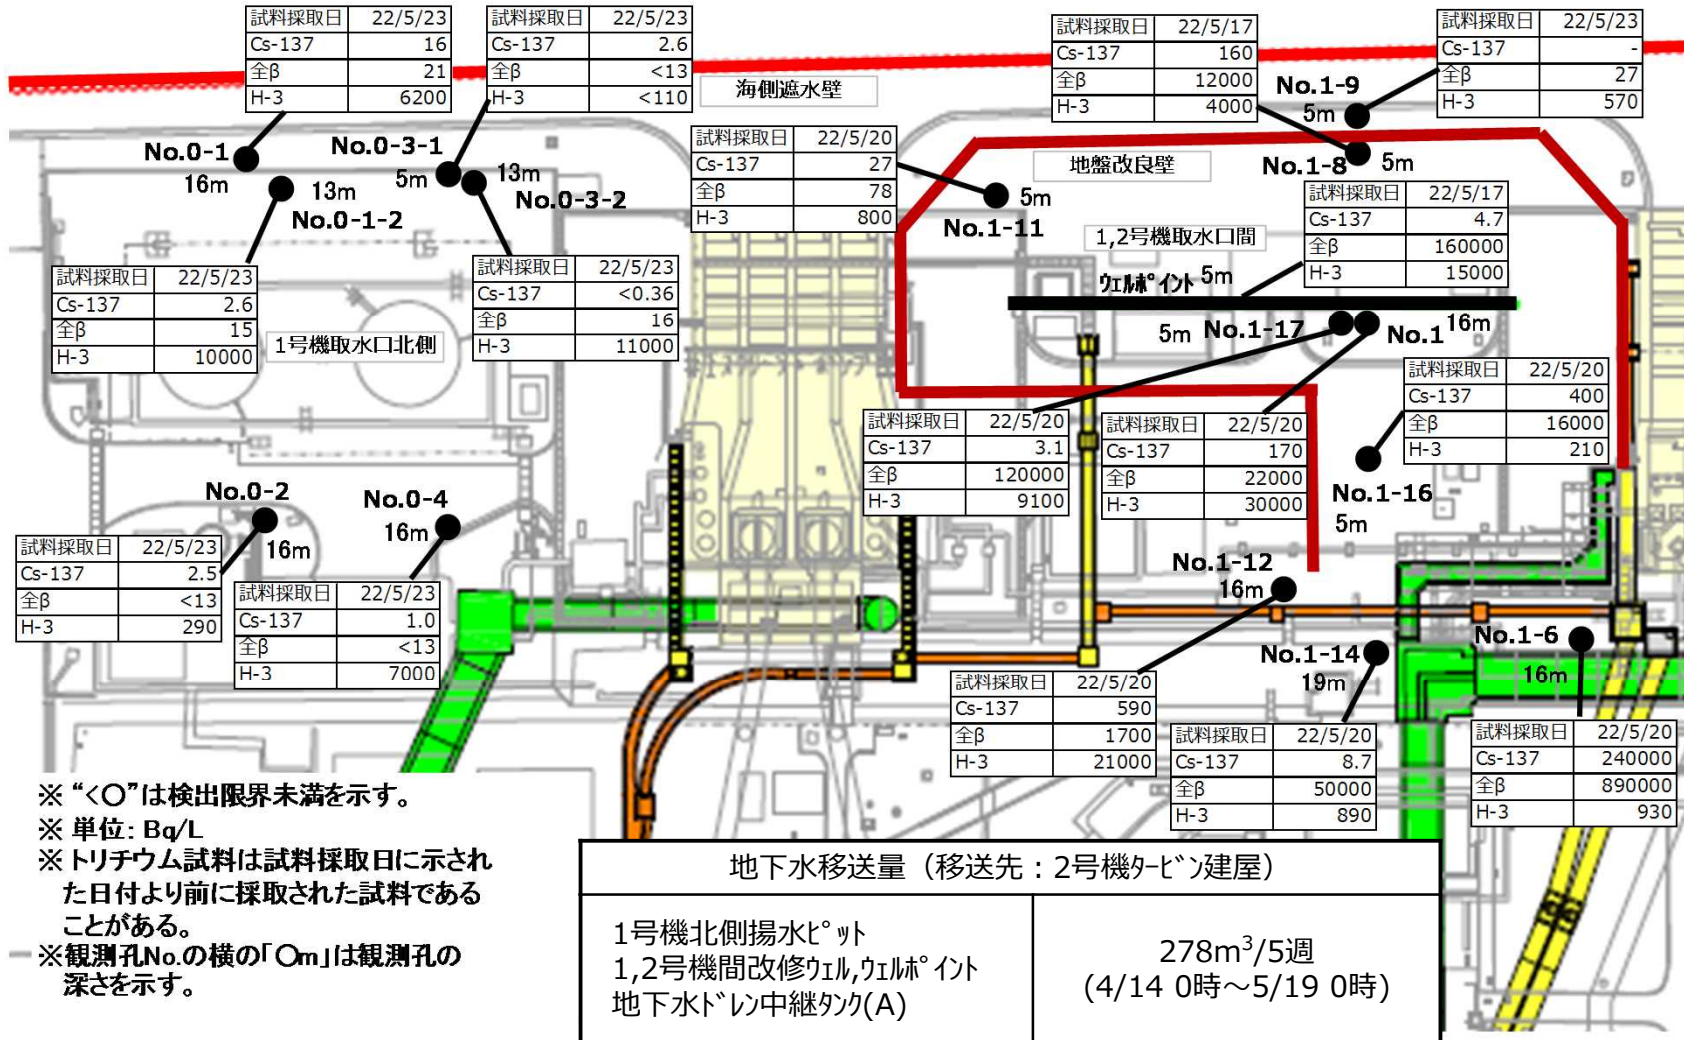 試料採取日 22/5/23
Cs-137 16
全β 21
H-3 6200
試料採取日 22/5/23
Cs-137 2.6
全β <13
H-3 <110
海側遮水壁
試料採取日 22/5/17
Cs-137 160
全β 12000
H-3 4000
試料採取日 22/5/23
Cs-137 -
全β 27
H-3 570
No.1-9
5m
No.0-1
16m
No.0-3-1
5m
13m
No.0-3-2
13m
No.0-1-2
試料採取日 22/5/20
Cs-137 27
全β 78
H-3 800
地盤改良壁
No.1-8
5m
5m
No.1-11
試料採取日 22/5/17
Cs-137 4.7
全β 160000
H-3 15000
1,2号機取水口間
ウェルポイント 5m
試料採取日 22/5/23
Cs-137 2.6
全β 15
H-3 10000
1号機取水口北側
試料採取日 22/5/23
Cs-137 <0.36
全β 16
H-3 11000
5m No.1-17
No.1
16m
試料採取日 22/5/20
Cs-137 400
全β 16000
H-3 210
試料採取日 22/5/20
Cs-137 3.1
全β 120000
H-3 9100
試料採取日 22/5/20
Cs-137 170
全β 22000
H-3 30000
No.1-16
5m
No.0-2
16m
No.0-4
16m
試料採取日 22/5/23
Cs-137 2.5
全β <13
H-3 290
試料採取日 22/5/23
Cs-137 1.0
全β <13
H-3 7000
No.1-12
16m
No.1-14
19m
No.1-6
16m
試料採取日 22/5/20
Cs-137 590
全β 1700
H-3 21000
試料採取日 22/5/20
Cs-137 8.7
全β 50000
H-3 890
試料採取日 22/5/20
Cs-137 240000
全β 890000
H-3 930
※ “<○”は検出限界未満を示す。
※ 単位: Bq/L
※トリチウム試料は試料採取日に示され
た日付より前に採取された試料である
ことがある。
※観測孔No.の横の「○m」は観測孔の
深さを示す。
地下水移送量（移送先：2号機タービン建屋）
1号機北側揚水ピット
1,2号機間改修ウェル,ウェルポイント
地下水ドレン中継タンク(A)
278m³/5週
(4/14 0時～5/19 0時)